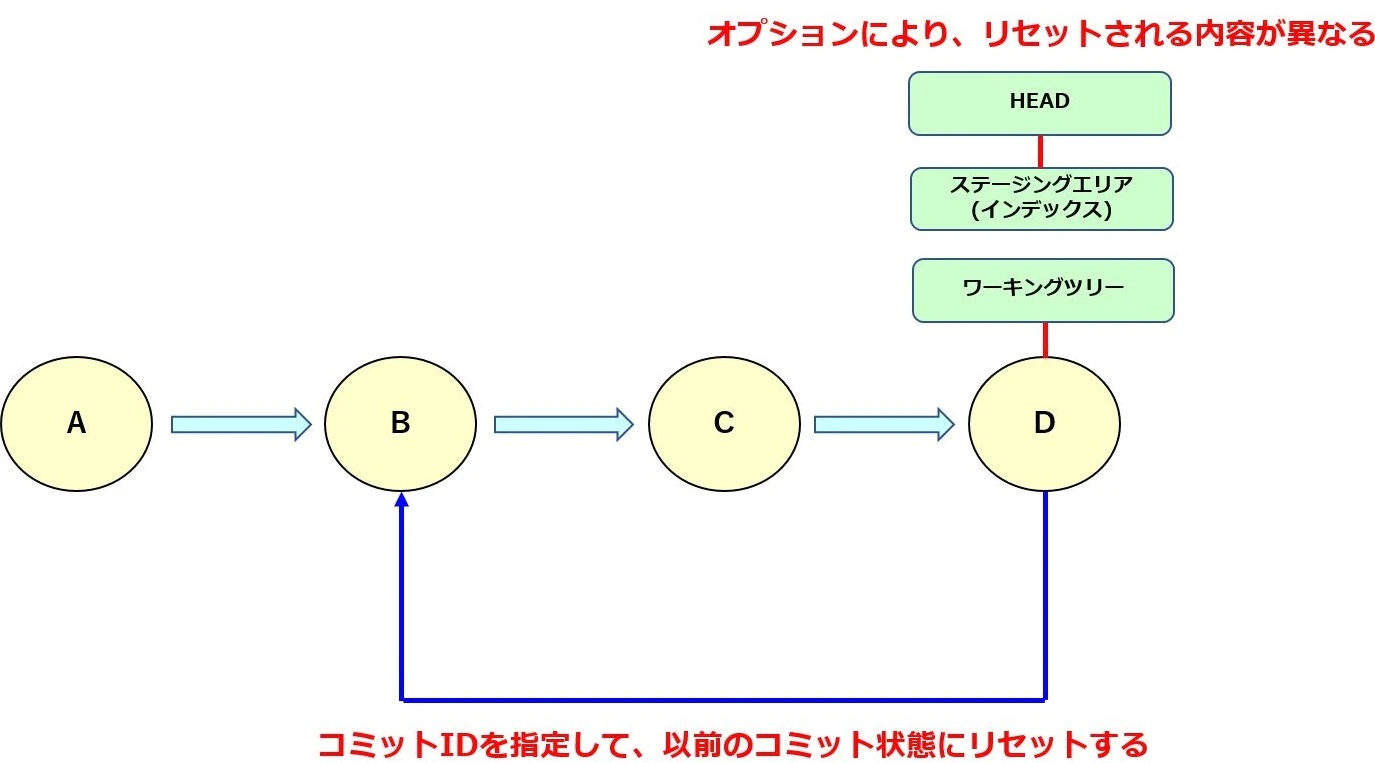 オプションにより、リセットされる内容が異なる
HEAD
ステージングエリア
(インデックス)
ワーキングツリー
A
B
C
D
コミットIDを指定して、以前のコミット状態にリセットする